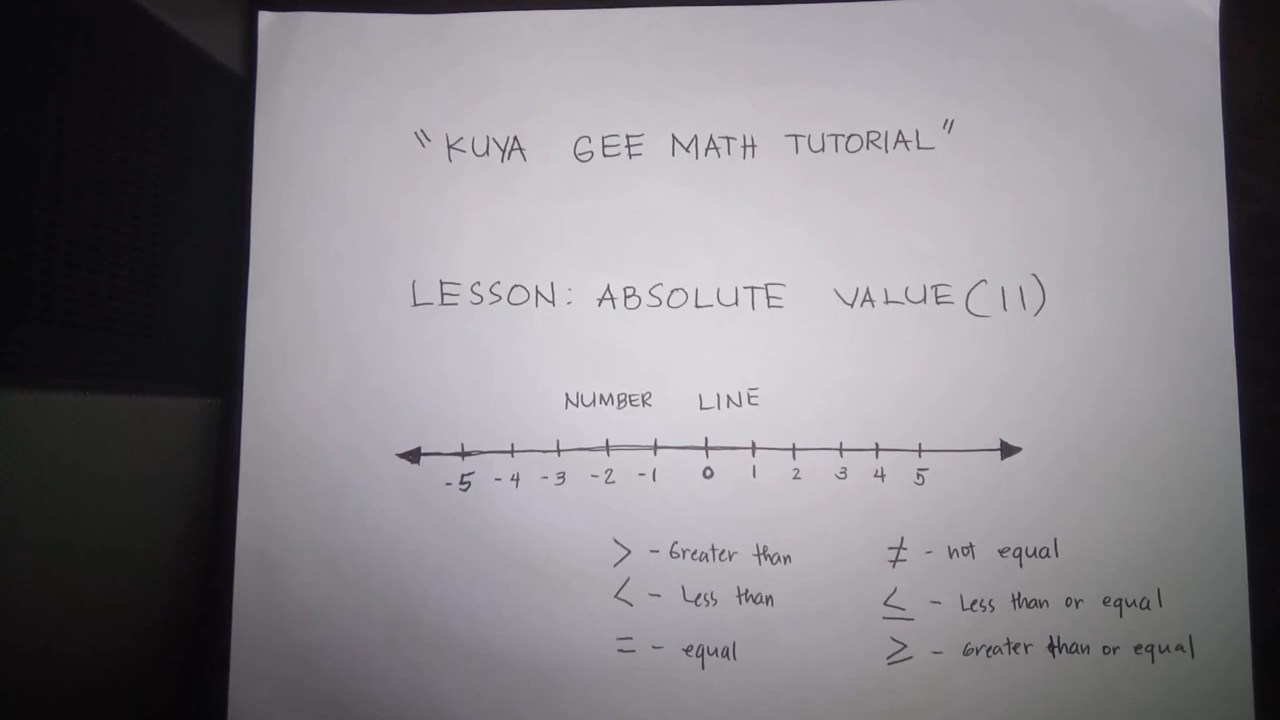 "KUYA GEE MATH TUTORIAL"
LESSON: ABSOLUTE VALUE (||)
NUMBER LINE
-5 -4 -3 -2 -1 0 1 2 3 4 5
> - Greater than
< - Less than
= - equal
≠ - not equal
≤ - Less than or equal
≥ - Greater than or equal